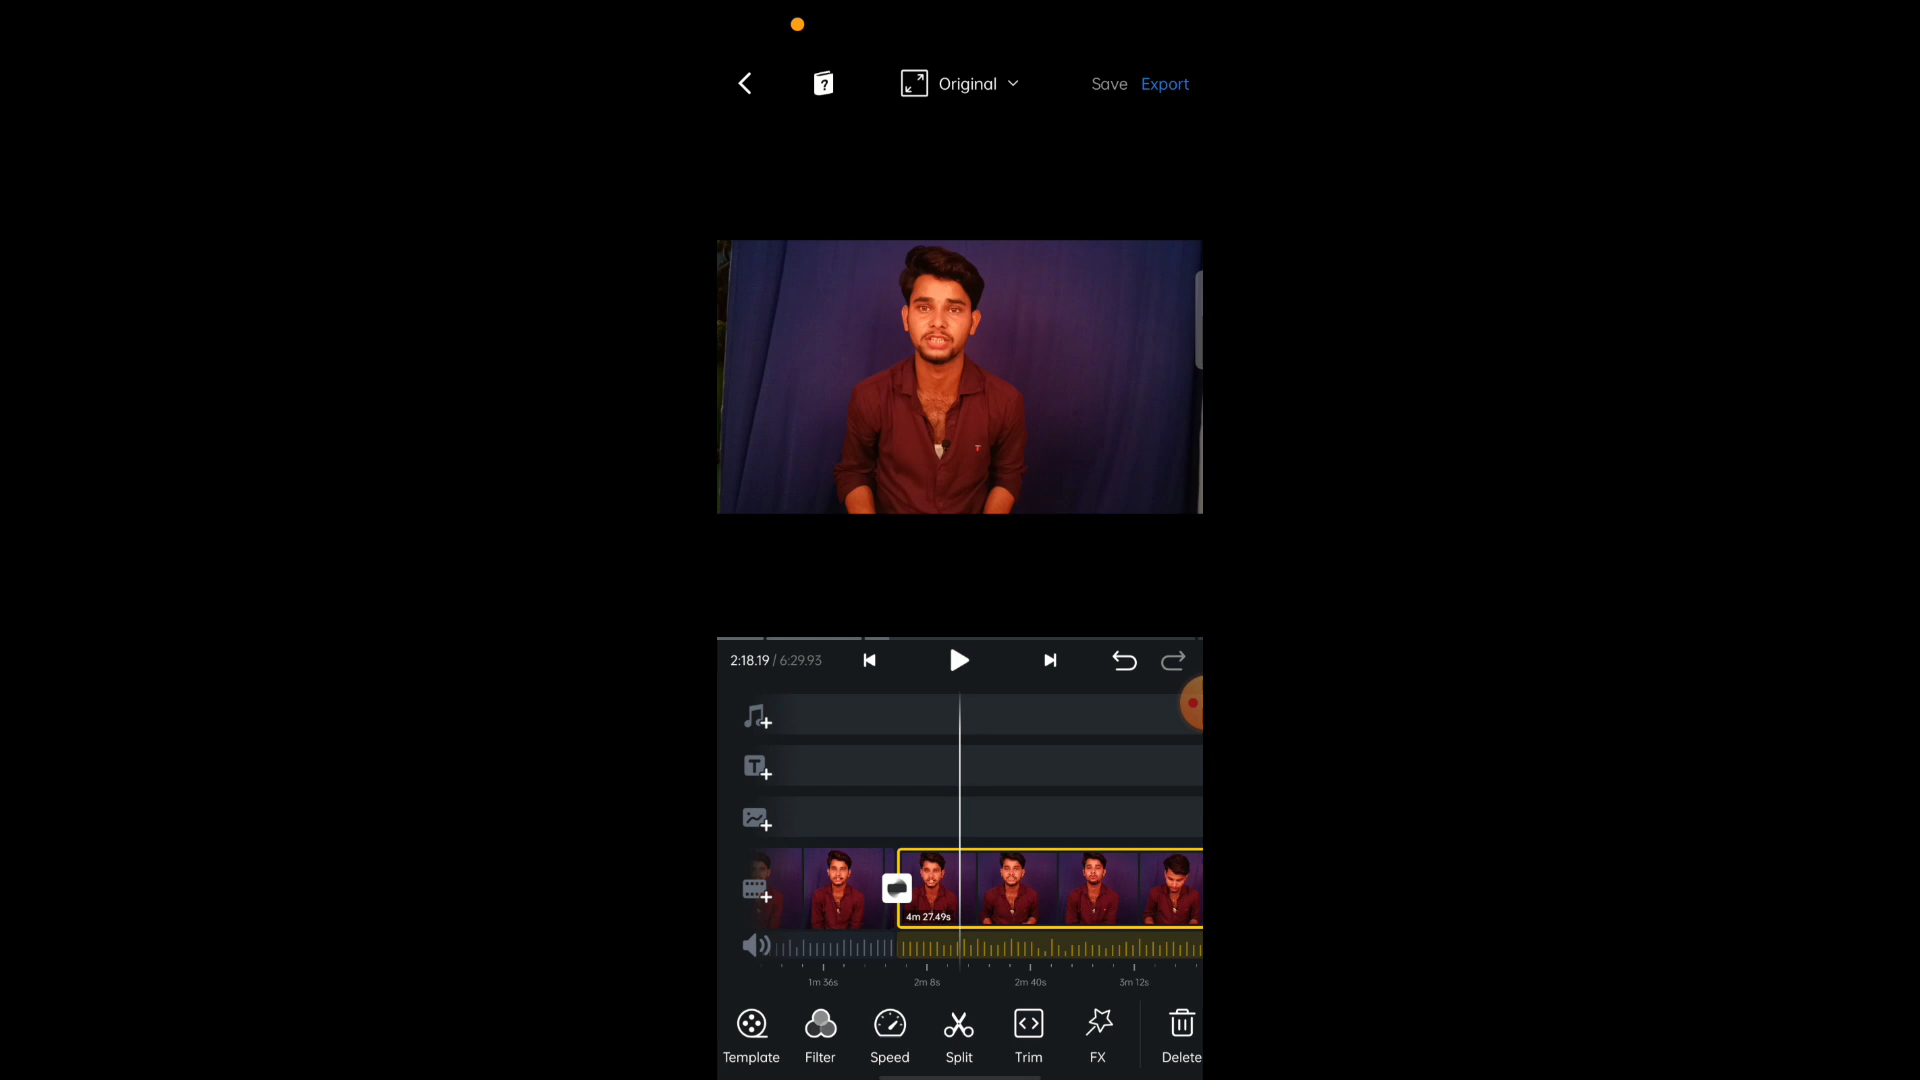 Original
Save
Export
2:18.19 / 6:29.93
T
4m 27.49s
1m 36s
2m 8s
2m 40s
3m 12s
Template
Filter
Speed
Split
Trim
FX
Delete